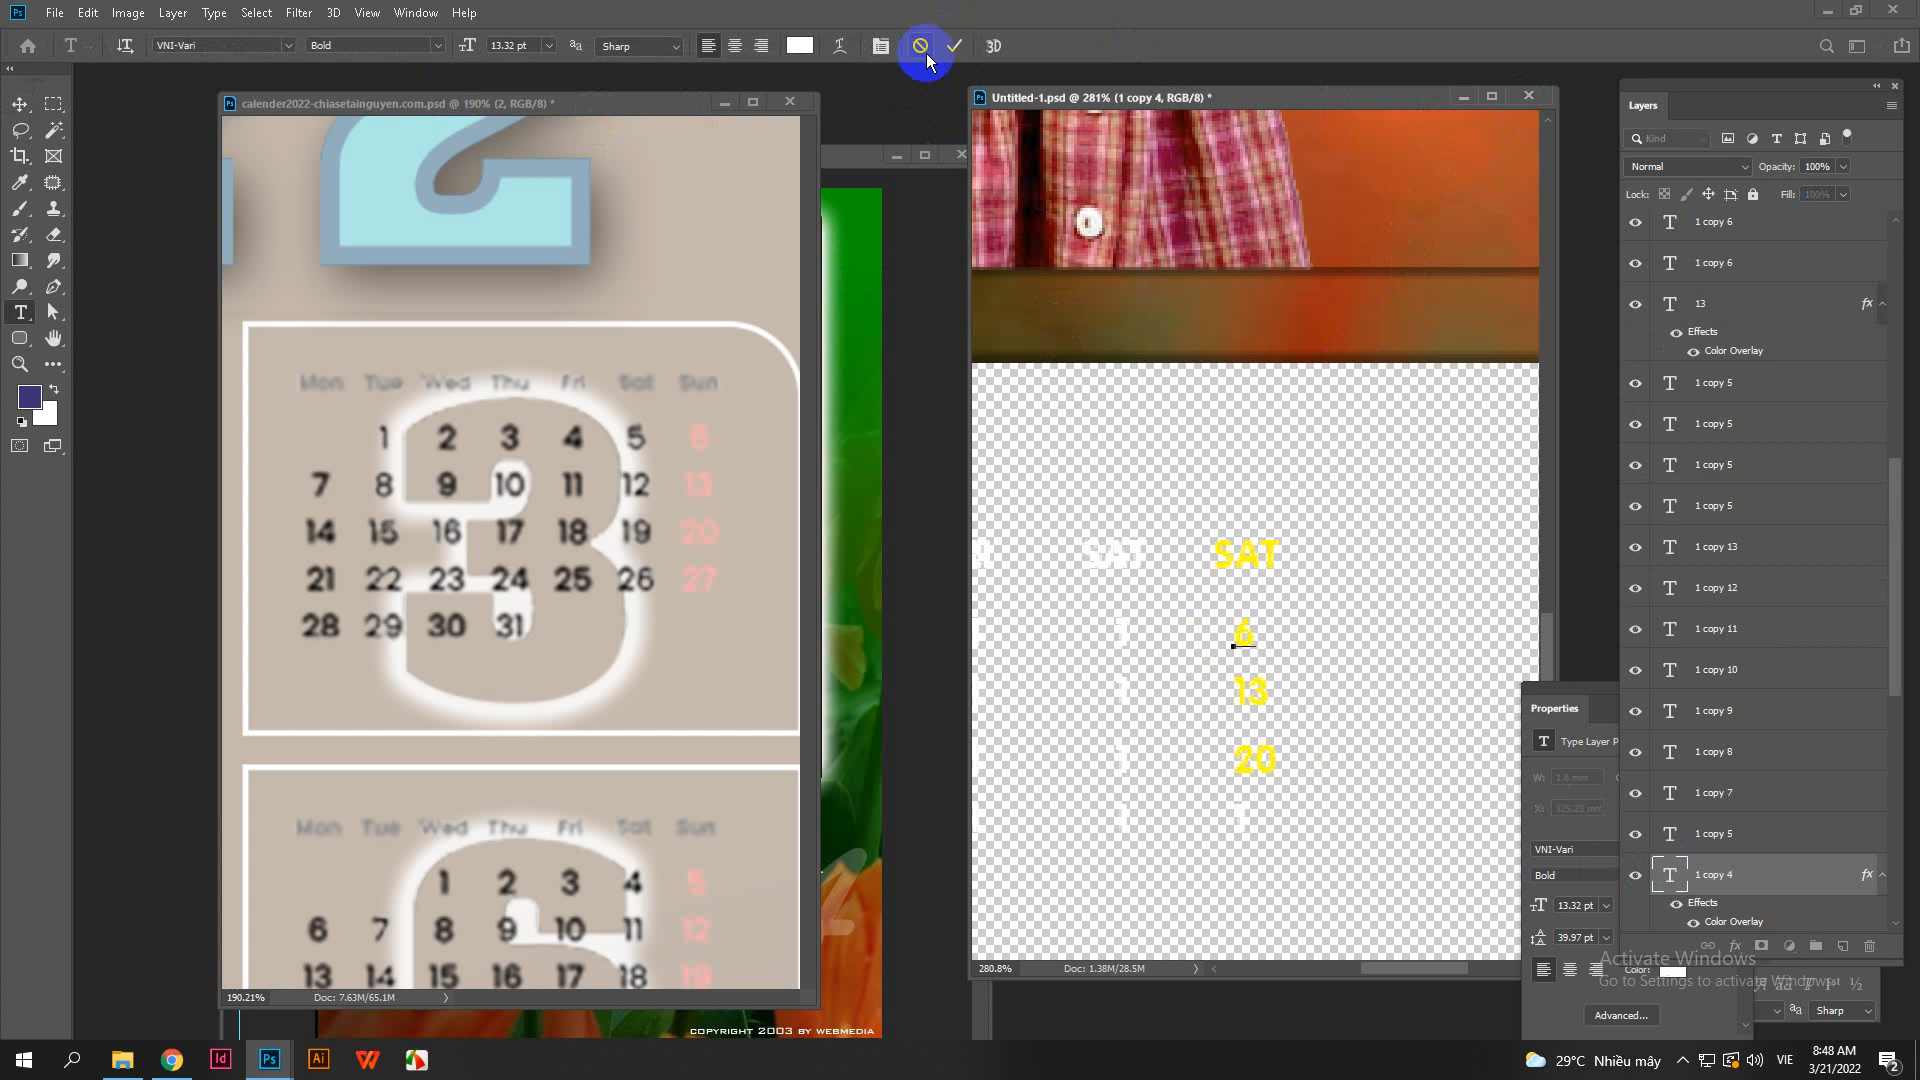 File Edit Image Layer Type Select Filter 3D View Window Help
VNI-Vari Bold 13.32 pt Sharp 3D
calender2022-chiasetainguyen.com.psd @ 190% (2, RGB/8) *
Mon Tue Wed Thu Fri Sat Sun
1 2 3 4 5 6
7 8 9 10 11 12 13
14 15 16 17 18 19 20
21 22 23 24 25 26 27
28 29 30 31
Mon Tue Wed Thu Fri Sat Sun
1 2 3 4 5
6 7 8 9 10 11 12
13 14 15 16 17 18 19
190.21% Doc: 7.63M/65.1M
COPYRIGHT 2003 BY WEBMEDIA
Untitled-1.psd @ 281% (1 copy 4, RGB/8) *
SAT SAT
6
13
20
280.8% Doc: 1.38M/28.5M
Layers
Kind
Normal Opacity: 100%
Lock: Fill: 100%
1 copy 6
1 copy 6
13 fx
Effects
Color Overlay
1 copy 5
1 copy 5
1 copy 5
1 copy 5
1 copy 13
1 copy 12
1 copy 11
1 copy 10
1 copy 9
1 copy 8
1 copy 7
1 copy 5
1 copy 4 fx
Effects
Color Overlay
Properties
Type Layer P
W: 1.8 mm
X: 325.23 mm
VNI-Vari
Bold
13.32 pt
39.97 pt
Color:
Advanced...
Activate Windows
Go to Settings to activate Windows.
Sharp
29°C Nhiều mây VIE 8:48 AM
3/21/2022
2